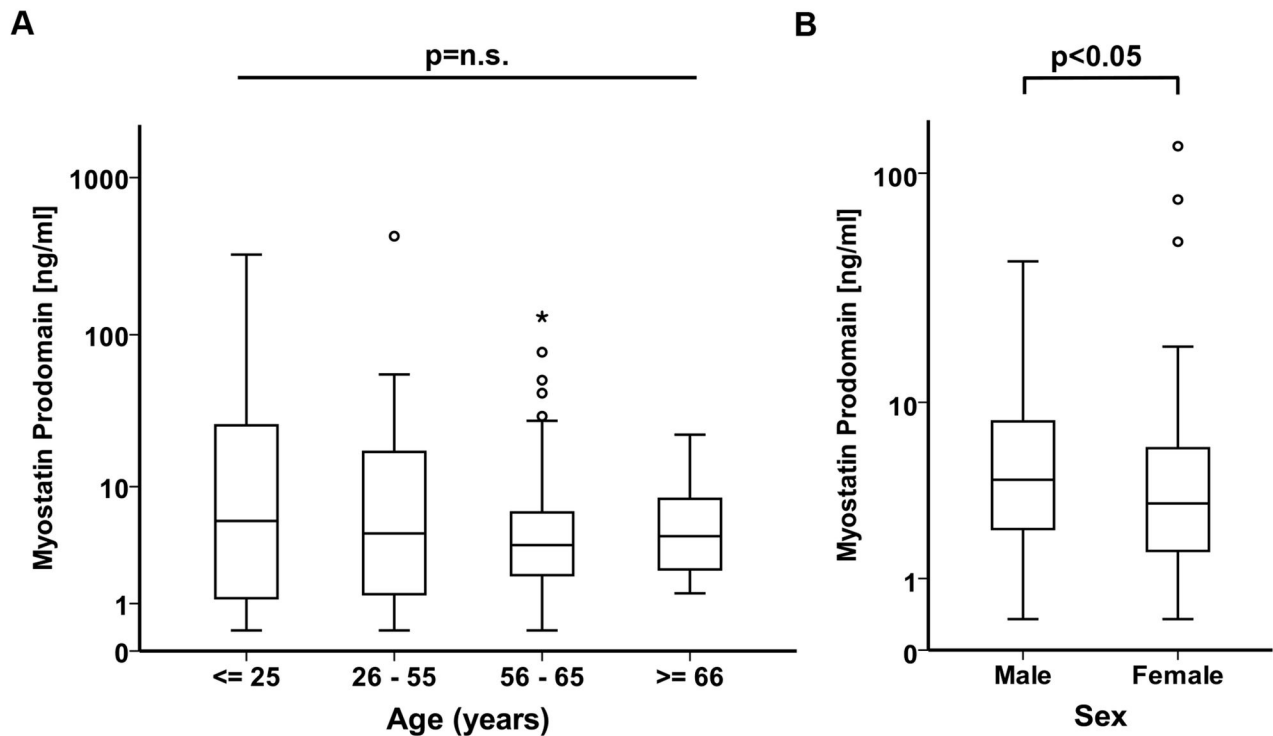 A
p=n.s.
Myostatin Prodomain [ng/ml]
1000
100
10
1
0
<= 25
26 - 55
56 - 65
>= 66
Age (years)
B
p<0.05
Myostatin Prodomain [ng/ml]
100
10
1
0
Male
Female
Sex